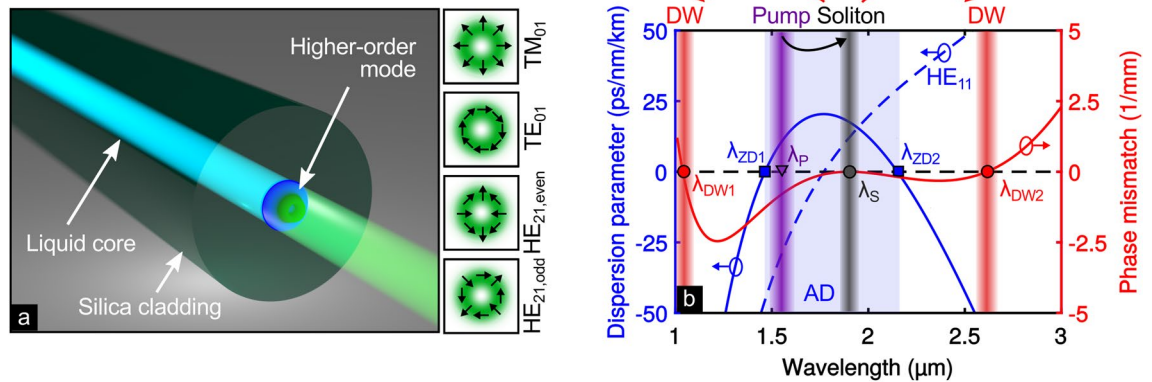 Higher-order
mode
Liquid core
Silica cladding
a
TM01
TE01
HE21,even
HE21,odd
DW Pump Soliton DW
Dispersion parameter (ps/nm/km)
50
25
0
-25
-50
HE11
λZD1
λP
λZD2
λDW1
λS
λDW2
AD
b
5
2.5
0
-2.5
-5
Phase mismatch (1/mm)
1 1.5 2 2.5 3
Wavelength (μm)